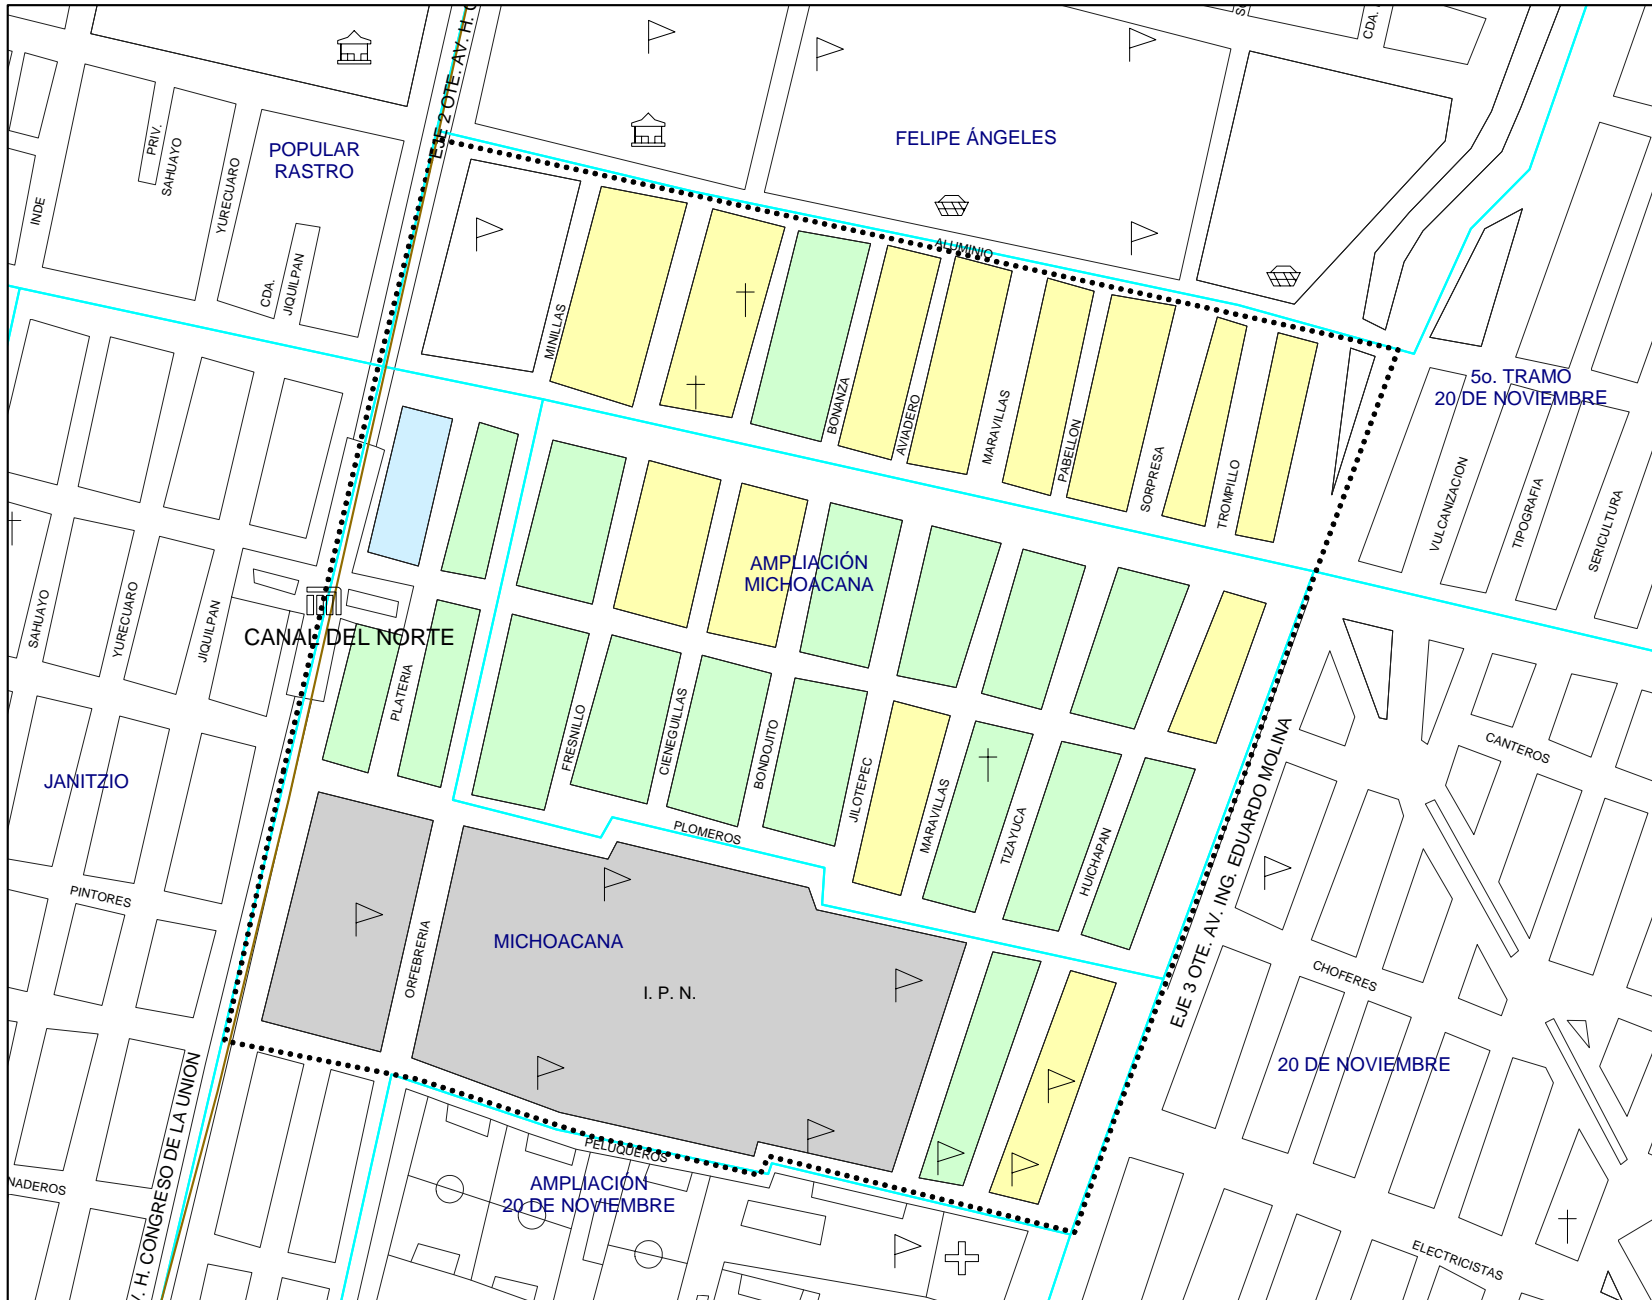 EJE 2 OTE. AV. H.
CDA.
POPULAR
RASTRO
PRIV.
SAHUAYO
YURECUARO
INDE
CDA.
JIQUILPAN
FELIPE ÁNGELES
ALUMINIO
MINILLAS
BONANZA
AVIADERO
MARAVILLAS
PABELLON
SORPRESA
TROMPILLO
5o. TRAMO
20 DE NOVIEMBRE
VULCANIZACION
TIPOGRAFIA
SERICULTURA
AMPLIACIÓN
MICHOACANA
SAHUAYO
YURECUARO
JIQUILPAN
CANAL DEL NORTE
PLATERIA
FRESNILLO
CIENEGUILLAS
BONDOJITO
JILOTEPEC
MARAVILLAS
TIZAYUCA
HUICHAPAN
EJE 3 OTE. AV. ING. EDUARDO MOLINA
CANTEROS
JANITZIO
PLOMEROS
PINTORES
MICHOACANA
ORFEBRERIA
I. P. N.
CHOFERES
20 DE NOVIEMBRE
PELUQUEROS
AMPLIACIÓN
20 DE NOVIEMBRE
NADEROS
V. H. CONGRESO DE LA UNION
ELECTRICISTAS